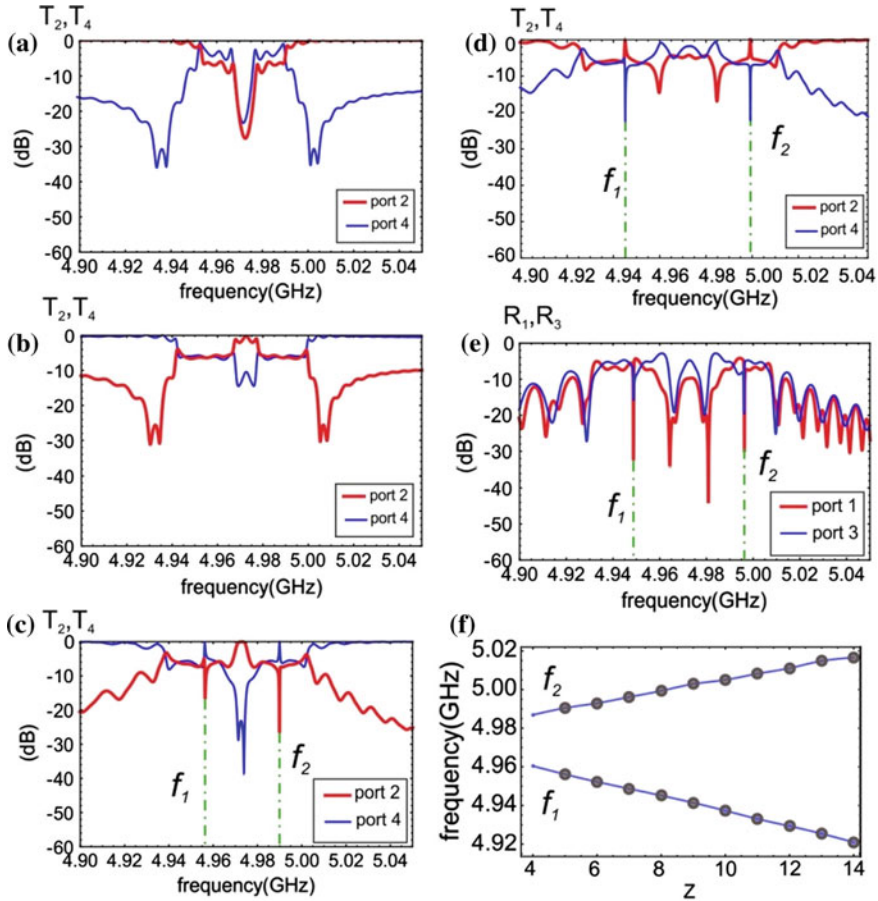 (a)
T2,T4
0
-10
-20
-30
-40
-50
-60
(dB)
port 2
port 4
4.90 4.92 4.94 4.96 4.98 5.00 5.02 5.04
frequency(GHz)
(b)
T2,T4
0
-10
-20
-30
-40
-50
-60
(dB)
port 2
port 4
4.90 4.92 4.94 4.96 4.98 5.00 5.02 5.04
frequency(GHz)
(c)
T2,T4
0
-10
-20
-30
-40
-50
-60
(dB)
f1
f2
port 2
port 4
4.90 4.92 4.94 4.96 4.98 5.00 5.02 5.04
frequency(GHz)
(d)
T2,T4
0
-10
-20
-30
-40
-50
-60
(dB)
f1
f2
port 2
port 4
4.90 4.92 4.94 4.96 4.98 5.00 5.02 5.04
frequency(GHz)
R1,R3
(e)
0
-10
-20
-30
-40
-50
-60
(dB)
f1
f2
port 1
port 3
4.90 4.92 4.94 4.96 4.98 5.00 5.02 5.04
frequency(GHz)
(f)
5.02
5.00
4.98
4.96
4.94
4.92
frequency(GHz)
f2
f1
4 6 8 10 12 14
z